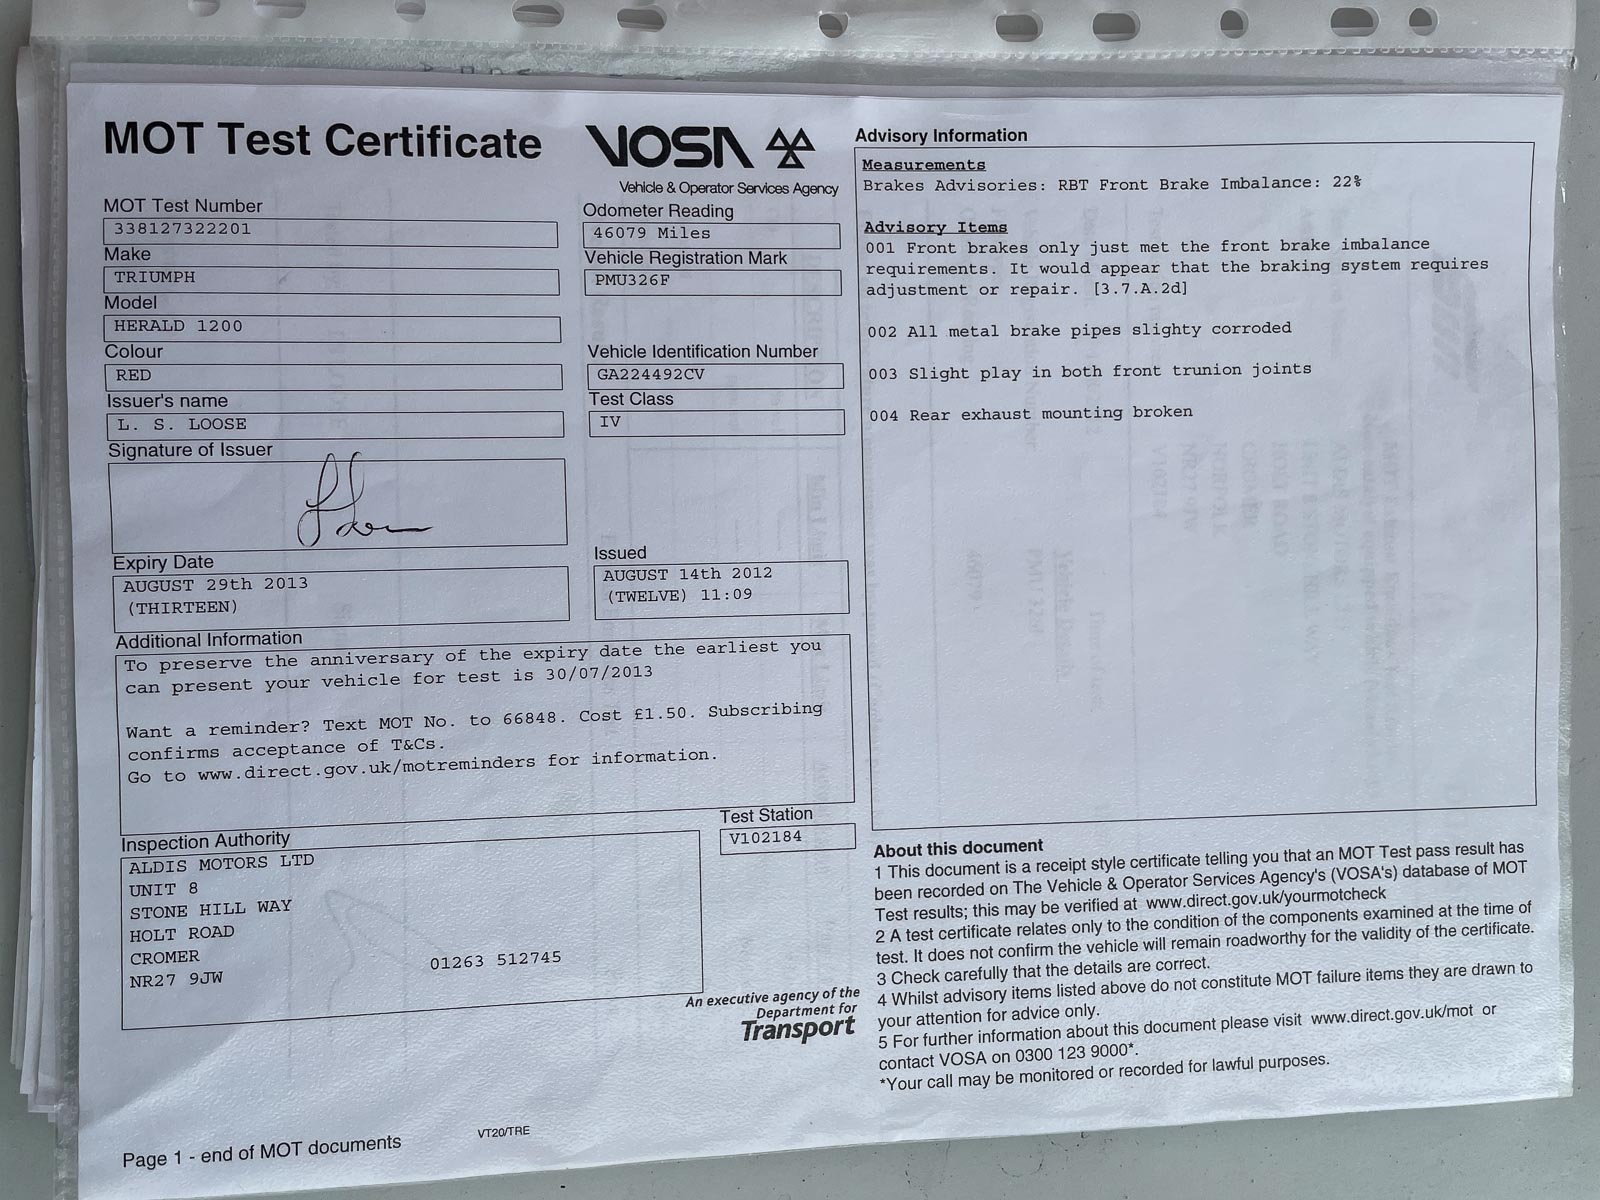 MOT Test Certificate
VOSA
Vehicle & Operator Services Agency
MOT Test Number
338127322201
Make
TRIUMPH
Model
HERALD 1200
Colour
RED
Issuer's name
L. S. LOOSE
Signature of Issuer
Odometer Reading
46079 Miles
Vehicle Registration Mark
PMU326F
Vehicle Identification Number
GA224492CV
Test Class
IV
Expiry Date
AUGUST 29th 2013
(THIRTEEN)
Issued
AUGUST 14th 2012
(TWELVE) 11:09
Additional Information
To preserve the anniversary of the expiry date the earliest you
can present your vehicle for test is 30/07/2013
Want a reminder? Text MOT No. to 66848. Cost £1.50. Subscribing
confirms acceptance of T&Cs.
Go to www.direct.gov.uk/motreminders for information.
Inspection Authority
ALDIS MOTORS LTD
UNIT 8
STONE HILL WAY
HOLT ROAD
CROMER
NR27 9JW
01263 512745
Test Station
V102184
An executive agency of the
Department for
Transport
Page 1 - end of MOT documents
VT20/TRE
Advisory Information
Measurements
Brakes Advisories: RBT Front Brake Imbalance: 22%
Advisory Items
001 Front brakes only just met the front brake imbalance
requirements. It would appear that the braking system requires
adjustment or repair. [3.7.A.2d]
002 All metal brake pipes slighty corroded
003 Slight play in both front trunion joints
004 Rear exhaust mounting broken
About this document
1 This document is a receipt style certificate telling you that an MOT Test pass result has
been recorded on The Vehicle & Operator Services Agency's (VOSA's) database of MOT
Test results; this may be verified at www.direct.gov.uk/yourmotcheck
2 A test certificate relates only to the condition of the components examined at the time of
test. It does not confirm the vehicle will remain roadworthy for the validity of the certificate.
3 Check carefully that the details are correct.
4 Whilst advisory items listed above do not constitute MOT failure items they are drawn to
your attention for advice only.
5 For further information about this document please visit www.direct.gov.uk/mot or
contact VOSA on 0300 123 9000*.
*Your call may be monitored or recorded for lawful purposes.